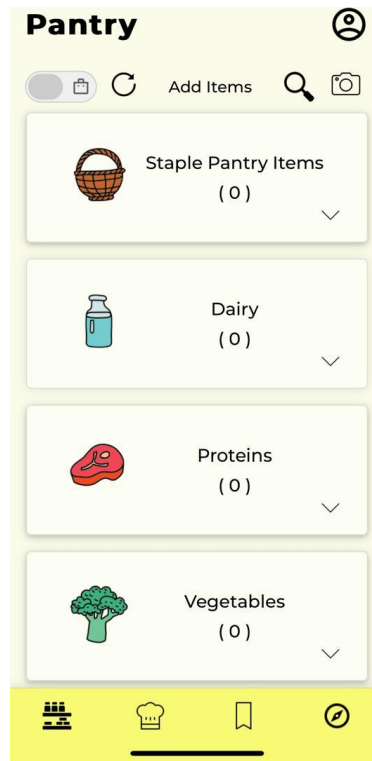 Pantry
Add Items
Staple Pantry Items
( 0 )
Dairy
( 0 )
Proteins
( 0 )
Vegetables
( 0 )